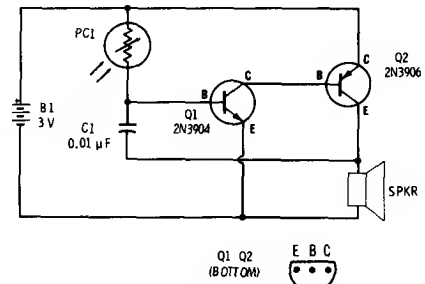 PC1
C
Q2
2N3906
B
E
B
C
Q1
2N3904
E
B1
3 V
C1
0.01 µF
SPKR
Q1 Q2
(BOTTOM)
E B C